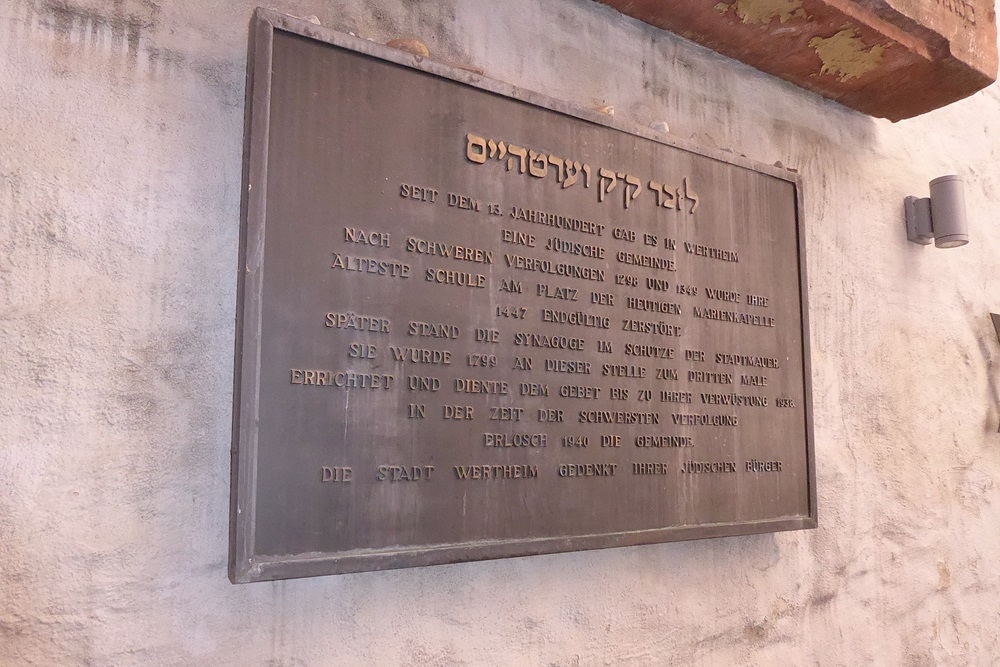 לזכר ק״ק ווערטהיים
SEIT DEM 13. JAHRHUNDERT GAB ES IN WERTHEIM
EINE JÜDISCHE GEMEINDE.
NACH SCHWEREN VERFOLGUNGEN 1298 UND 1349 WURDE IHRE
ÄLTESTE SCHULE AM PLATZ DER HEUTIGEN MARIENKAPELLE
1447 ENDGÜLTIG ZERSTÖRT.
SPÄTER STAND DIE SYNAGOGE IM SCHUTZE DER STADTMAUER.
SIE WURDE 1799 AN DIESER STELLE ZUM DRITTEN MALE
ERRICHTET UND DIENTE DEM GEBET BIS ZU IHRER VERWÜSTUNG 1938.
IN DER ZEIT DER SCHWERSTEN VERFOLGUNG
ERLOSCH 1940 DIE GEMEINDE.
DIE STADT WERTHEIM GEDENKT IHRER JÜDISCHEN BÜRGER